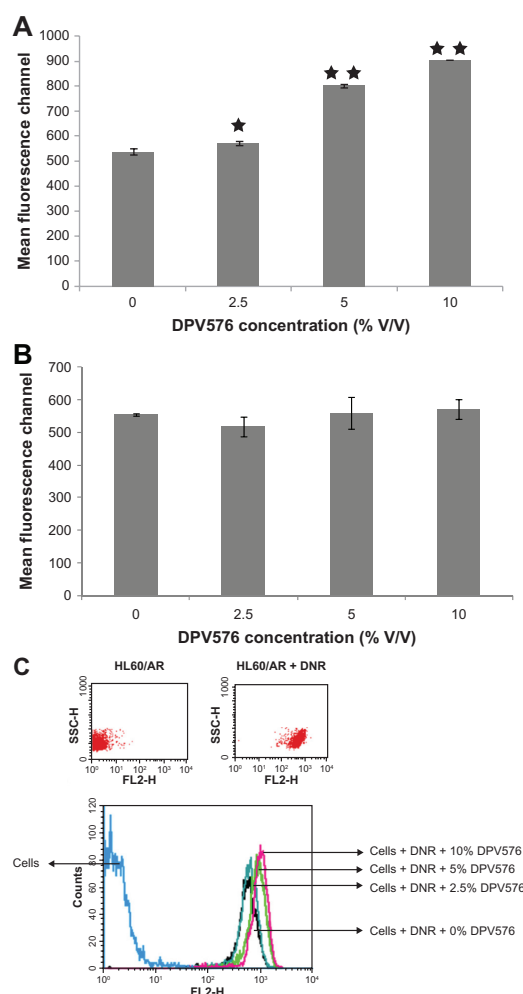 A
1000
900
800
700
600
500
400
300
200
100
0
Mean fluorescence channel
★
★★
★★
0 2.5 5 10
DPV576 concentration (% V/V)
B
700
600
500
400
300
200
100
0
Mean fluorescence channel
0 2.5 5 10
DPV576 concentration (% V/V)
C
HL60/AR
SSC-H
1000
0
10⁰ 10¹ 10² 10³ 10⁴
FL2-H
HL60/AR + DNR
SSC-H
1000
0
10⁰ 10¹ 10² 10³ 10⁴
FL2-H
Cells
Counts
120
100
80
60
40
20
0
10⁰ 10¹ 10² 10³ 10⁴
FL2-H
Cells + DNR + 10% DPV576
Cells + DNR + 5% DPV576
Cells + DNR + 2.5% DPV576
Cells + DNR + 0% DPV576